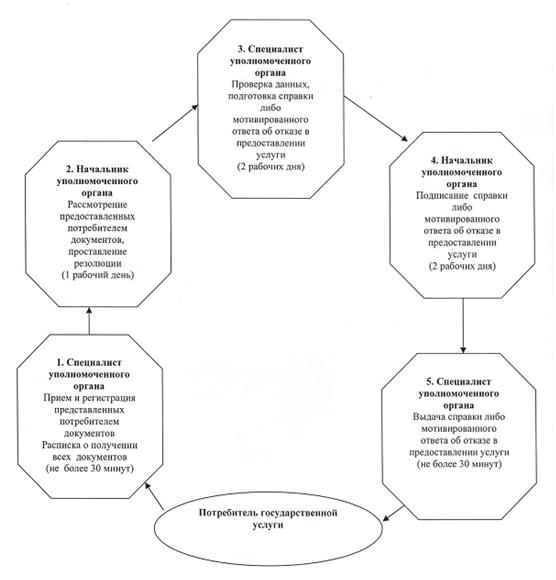 3. Специалист
уполномоченного
органа
Проверка данных,
подготовка справки
либо
мотивированного
ответа об отказе в
предоставлении
услуги
(2 рабочих дня)
2. Начальник
уполномоченного
органа
Рассмотрение
предоставленных
потребителем
документов,
проставление
резолюции
(1 рабочий день)
4. Начальник
уполномоченного
органа
Подписание справки
либо
мотивированного
ответа об отказе в
предоставлении
услуги
(2 рабочих дня)
1. Специалист
уполномоченного
органа
Прием и регистрация
представленных
потребителем
документов
Расписка о получении
всех документов
(не более 30 минут)
5. Специалист
уполномоченного
органа
Выдача справки либо
мотивированного
ответа об отказе в
предоставлении услуги
(не более 30 минут)
Потребитель государственной
услуги